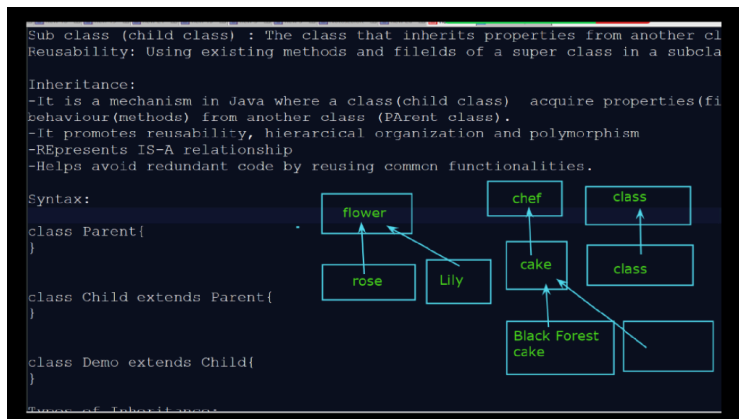 Sub class (child class) : The class that inherits properties from another cl
Reusability: Using existing methods and filelds of a super class in a subcla
Inheritance:
-It is a mechanism in Java where a class(child class)  acquire properties(fi
behaviour(methods) from another class (PArent class).
-It promotes reusability, hierarcical organization and polymorphism
-REpresents IS-A relationship
-Helps avoid redundant code by reusing common functionalities.
Syntax:
class Parent{
}
class Child extends Parent{
}
class Demo extends Child{
}
Types of Inheritance:
flower
rose
Lily
chef
cake
Black Forest
cake
class
class